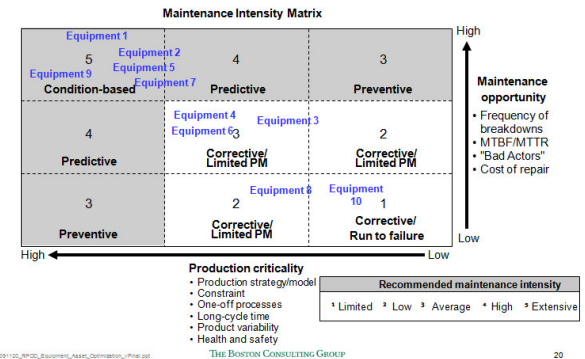 Maintenance Intensity Matrix
High
Equipment 1
Equipment 2
5
4
3
Equipment 5
Equipment 9
Equipment 7
Condition-based
Predictive
Preventive
Maintenance
opportunity
• Frequency of
breakdowns
• MTBF/MTTR
• "Bad Actors"
• Cost of repair
Equipment 4
Equipment 3
Equipment 6
4
3
2
Predictive
Corrective/
Limited PM
Corrective/
Limited PM
Equipment 8
Equipment
10
3
2
1
Preventive
Corrective/
Limited PM
Corrective/
Run to failure
Low
High
Low
Production criticality
• Production strategy/model
• Constraint
• One-off processes
• Long-cycle time
• Product variability
• Health and safety
Recommended maintenance intensity
¹ Limited ² Low ³ Average ⁴ High ⁵ Extensive
THE BOSTON CONSULTING GROUP
20